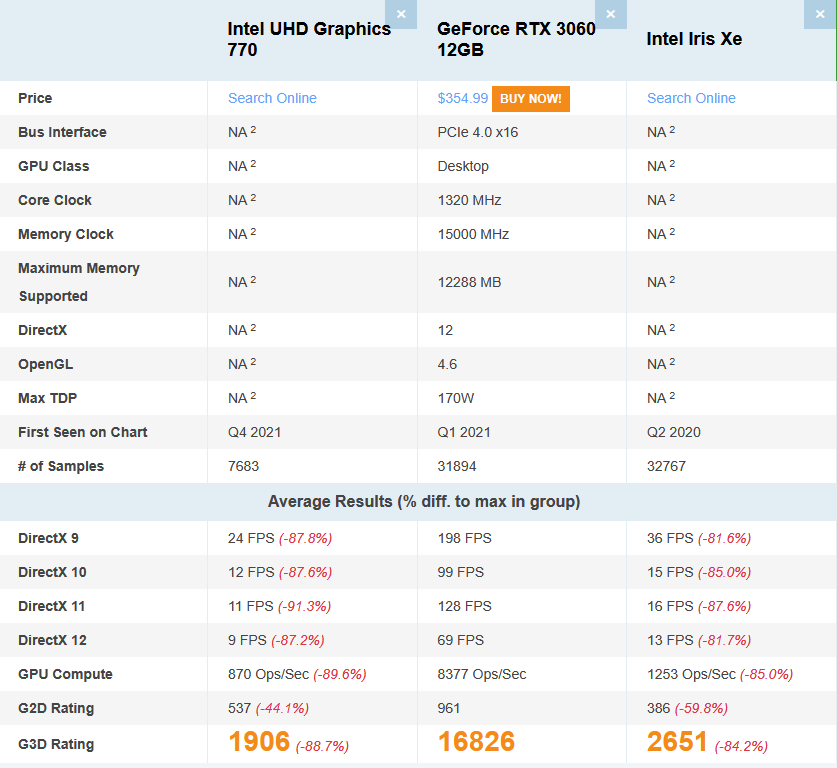 × × ×
Intel UHD Graphics 770 GeForce RTX 3060 12GB Intel Iris Xe
Price Search Online $354.99 BUY NOW! Search Online
Bus Interface NA 2 PCIe 4.0 x16 NA 2
GPU Class NA 2 Desktop NA 2
Core Clock NA 2 1320 MHz NA 2
Memory Clock NA 2 15000 MHz NA 2
Maximum Memory Supported NA 2 12288 MB NA 2
DirectX NA 2 12 NA 2
OpenGL NA 2 4.6 NA 2
Max TDP NA 2 170W NA 2
First Seen on Chart Q4 2021 Q1 2021 Q2 2020
# of Samples 7683 31894 32767
Average Results (% diff. to max in group)
DirectX 9 24 FPS (-87.8%) 198 FPS 36 FPS (-81.6%)
DirectX 10 12 FPS (-87.6%) 99 FPS 15 FPS (-85.0%)
DirectX 11 11 FPS (-91.3%) 128 FPS 16 FPS (-87.6%)
DirectX 12 9 FPS (-87.2%) 69 FPS 13 FPS (-81.7%)
GPU Compute 870 Ops/Sec (-89.6%) 8377 Ops/Sec 1253 Ops/Sec (-85.0%)
G2D Rating 537 (-44.1%) 961 386 (-59.8%)
G3D Rating 1906 (-88.7%) 16826 2651 (-84.2%)